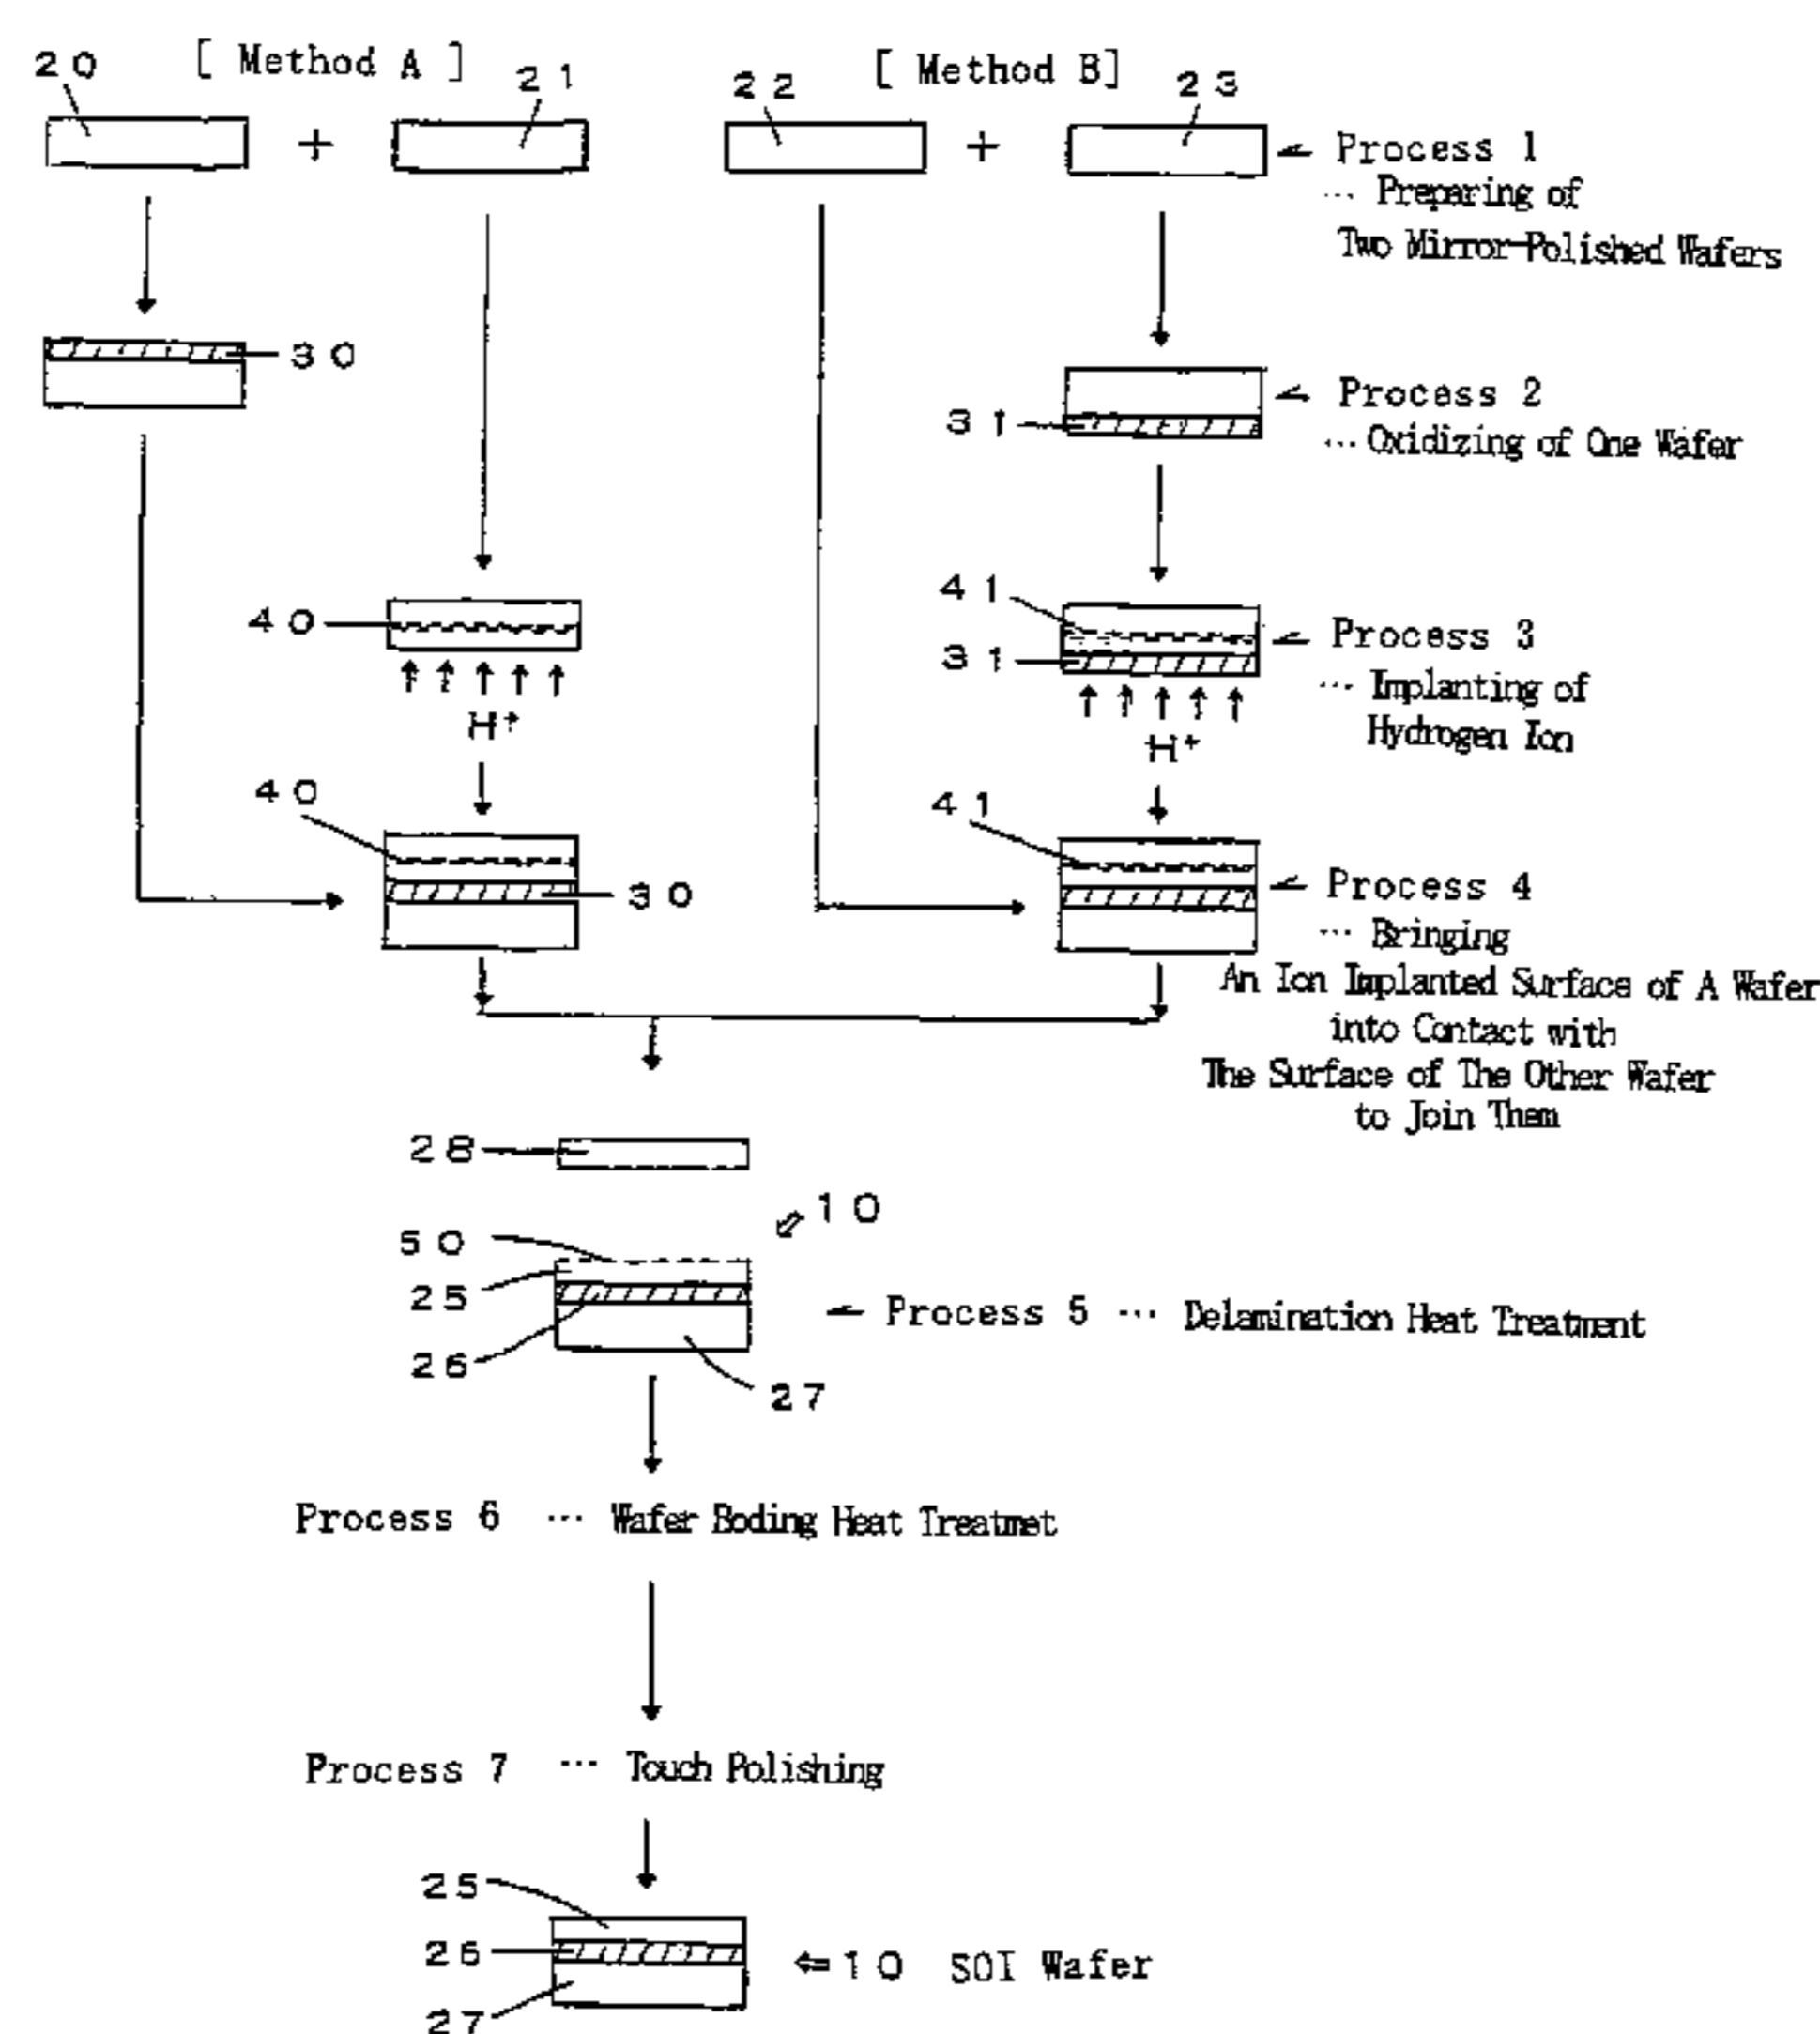 [ Method A ]
[ Method B]
20
21
22
23
+
+
Process 1
... Preparing of
Two Mirror-Polished Wafers
30
Process 2
... Oxidizing of One Wafer
31
40
H+
41
31
H+
Process 3
... Implanting of
Hydrogen Ion
40
30
41
Process 4
... Bringing
An Ion Implanted Surface of A Wafer
into Contact with
The Surface of The Other Wafer
to Join Them
28
10
50
25
26
27
Process 5 ... Delamination Heat Treatment
Process 6 ... Wafer Boding Heat Treatmet
Process 7 ... Touch Polishing
25
26
27
10 SOI Wafer